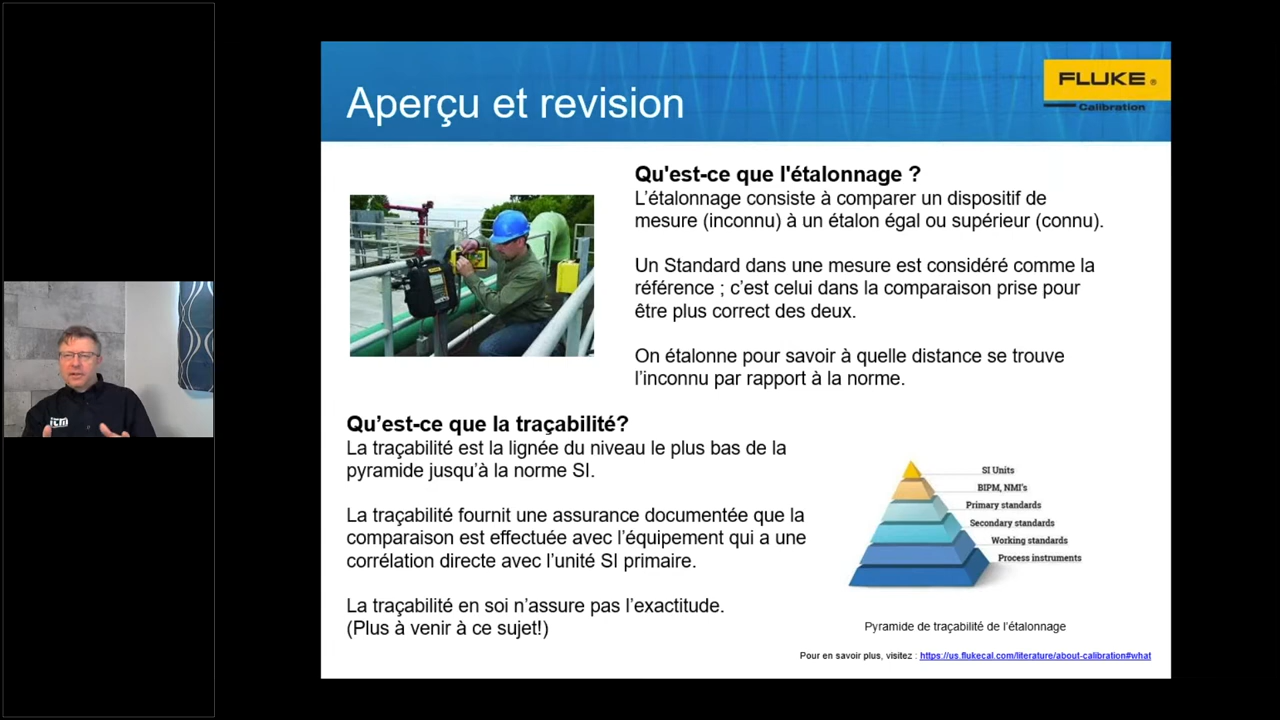 Aperçu et revision
FLUKE ®
Calibration
Qu'est-ce que l'étalonnage ?
L’étalonnage consiste à comparer un dispositif de
mesure (inconnu) à un étalon égal ou supérieur (connu).
Un Standard dans une mesure est considéré comme la
référence ; c’est celui dans la comparaison prise pour
être plus correct des deux.
On étalonne pour savoir à quelle distance se trouve
l’inconnu par rapport à la norme.
itm
Qu’est-ce que la traçabilité?
La traçabilité est la lignée du niveau le plus bas de la
pyramide jusqu’à la norme SI.
La traçabilité fournit une assurance documentée que la
comparaison est effectuée avec l’équipement qui a une
corrélation directe avec l’unité SI primaire.
La traçabilité en soi n’assure pas l’exactitude.
(Plus à venir à ce sujet!)
SI Units
BIPM, NMI's
Primary standards
Secondary standards
Working standards
Process instruments
Pyramide de traçabilité de l’étalonnage
Pour en savoir plus, visitez : https://us.flukecal.com/literature/about-calibration#what